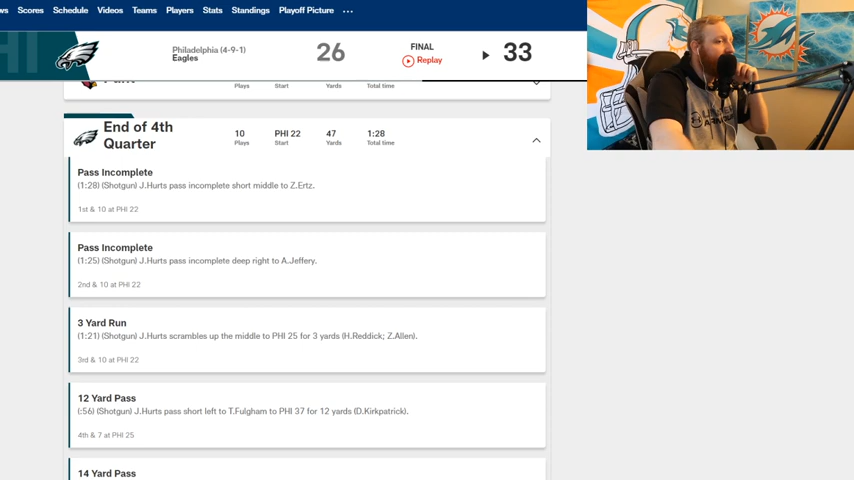 ws Scores Schedule Videos Teams Players Stats Standings Playoff Picture ...
Philadelphia (4-9-1)
Eagles
26
FINAL
Replay
33
Plays Start Yards Total time
End of 4th
Quarter
10 PHI 22 47 1:28
Plays Start Yards Total time
Pass Incomplete
(1:28) (Shotgun) J.Hurts pass incomplete short middle to Z.Ertz.
1st & 10 at PHI 22
Pass Incomplete
(1:25) (Shotgun) J.Hurts pass incomplete deep right to A.Jeffery.
2nd & 10 at PHI 22
3 Yard Run
(1:21) (Shotgun) J.Hurts scrambles up the middle to PHI 25 for 3 yards (H.Reddick; Z.Allen).
3rd & 10 at PHI 22
12 Yard Pass
(:56) (Shotgun) J.Hurts pass short left to T.Fulgham to PHI 37 for 12 yards (D.Kirkpatrick).
4th & 7 at PHI 25
14 Yard Pass